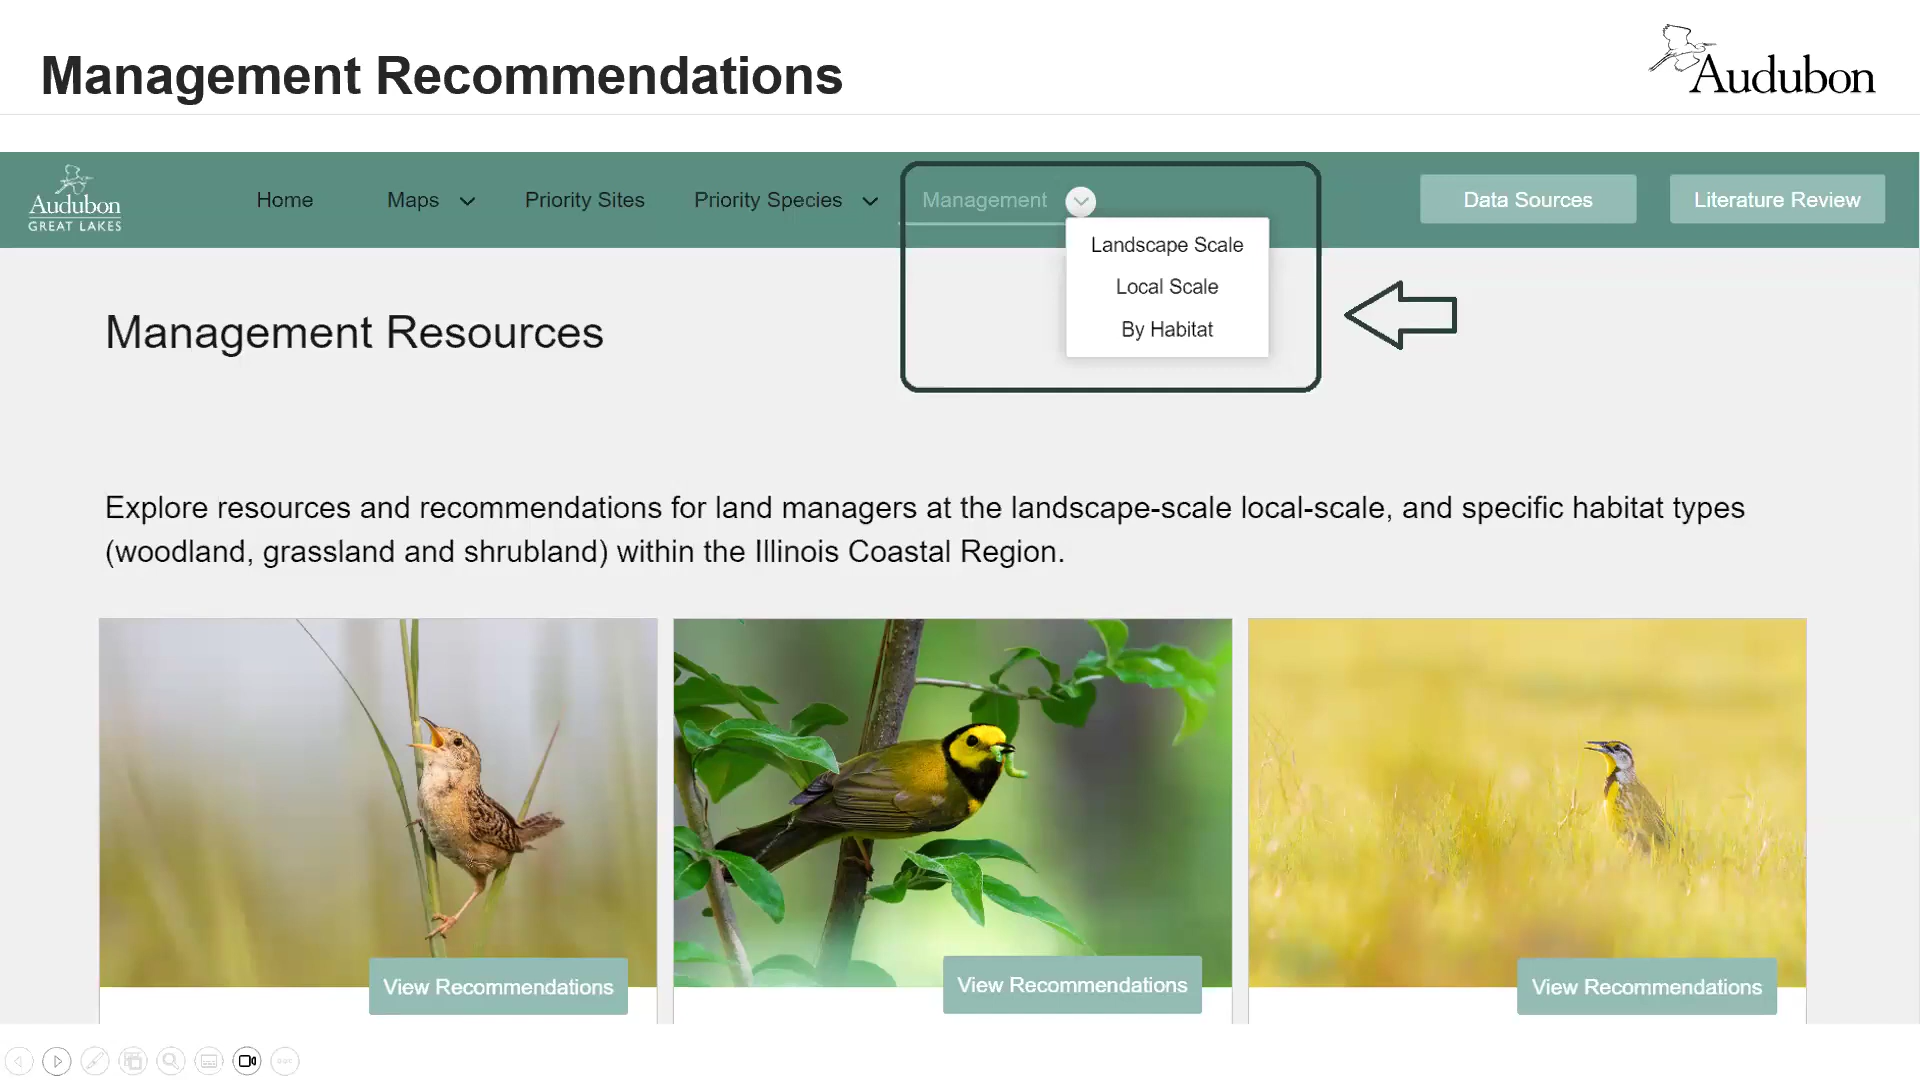 Management Recommendations
Audubon
Audubon
GREAT LAKES
Home
Maps
Priority Sites
Priority Species
Management
Data Sources
Literature Review
Landscape Scale
Local Scale
By Habitat
Management Resources
Explore resources and recommendations for land managers at the landscape-scale local-scale, and specific habitat types
(woodland, grassland and shrubland) within the Illinois Coastal Region.
View Recommendations
View Recommendations
View Recommendations